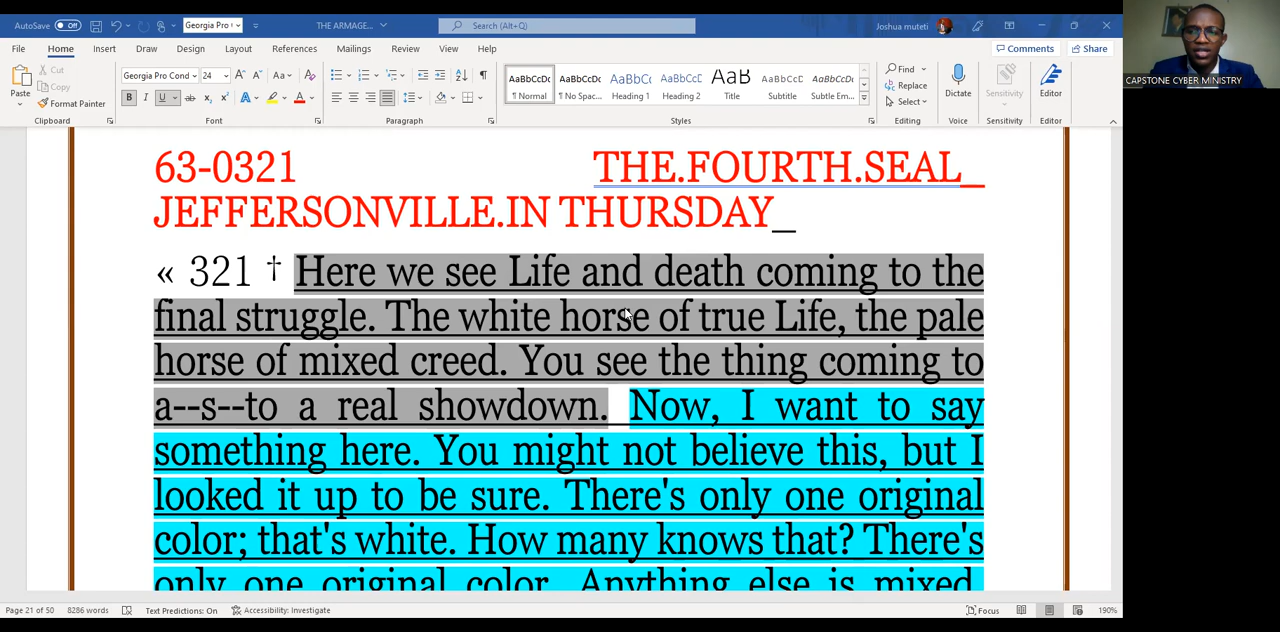 AutoSave Off Georgia Pro THE ARMAGE... Search (Alt+Q) Joshua muteti
CAPSTONE CYBER MINISTRY
File Home Insert Draw Design Layout References Mailings Review View Help Comments Share
Paste Cut Copy Format Painter
Georgia Pro Cond 24
AaBbCcDc AaBbCcDc AaBbCc AaBbCcD AaB AaBbCcD AaBbCcDc
¶ Normal ¶ No Spac... Heading 1 Heading 2 Title Subtitle Subtle Em...
Find Replace Select Dictate Sensitivity Editor
Clipboard Font Paragraph Styles Editing Voice Sensitivity Editor
63-0321 THE.FOURTH.SEAL_
JEFFERSONVILLE.IN THURSDAY_
« 321 † Here we see Life and death coming to the
final struggle. The white horse of true Life, the pale
horse of mixed creed. You see the thing coming to
a--s--to a real showdown. Now, I want to say
something here. You might not believe this, but I
looked it up to be sure. There's only one original
color; that's white. How many knows that? There's
only one original color. Anything else is mixed.
Page 21 of 50 8286 words Text Predictions: On Accessibility: Investigate Focus 190%